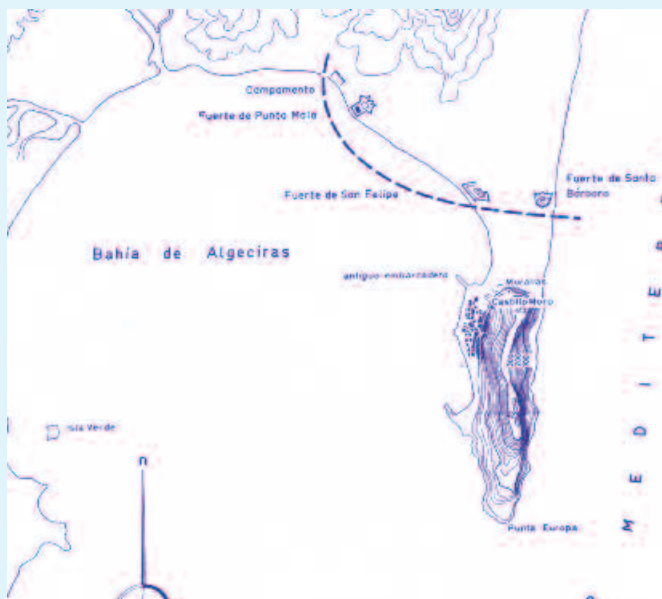 Campamento
Fuerte de Punta Mala
Fuerte de San Felipe
Fuerte de Santa
Bárbara
Bahía de Algeciras
antiguo embarcadero
Murallas
Castillo Moro
Isla Verde
n
Punta Europa
M E D I T E R